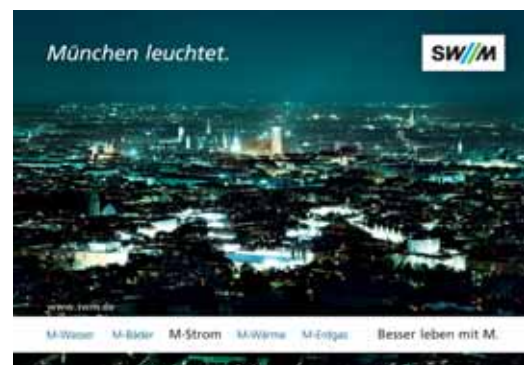 München leuchtet.
SW//M
www.swm.de
M-Wasser M-Bäder M-Strom M-Wärme M-Erdgas Besser leben mit M.